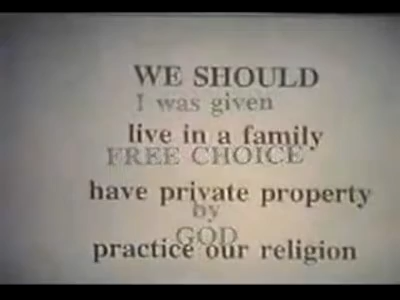 WE SHOULD
I was given
live in a family
FREE CHOICE
have private property
by
GOD
practice our religion